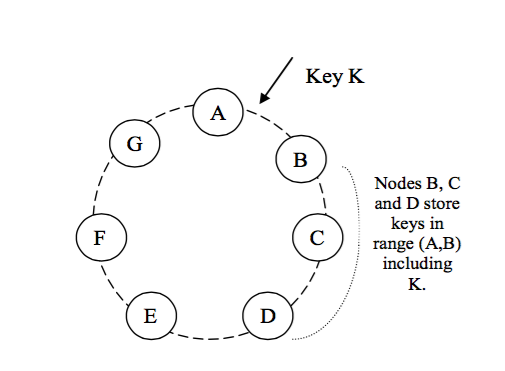 Key K
A
G
B
Nodes B, C
and D store
keys in
range (A,B)
including
K.
F
C
E
D